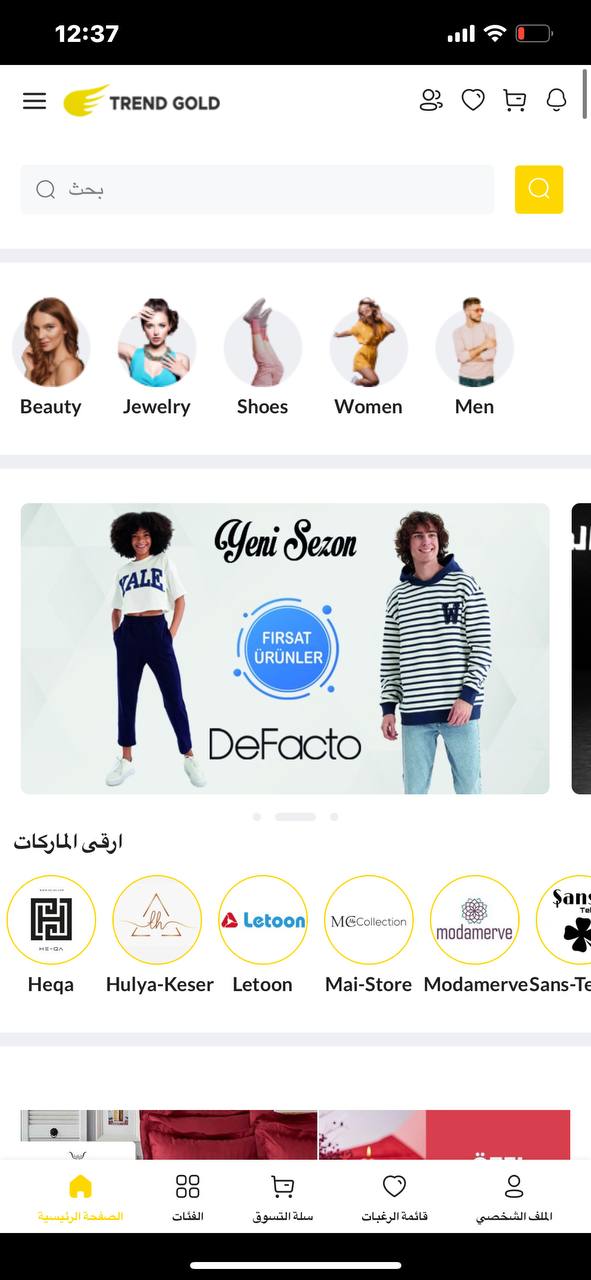 12:37
TREND GOLD
بحث
Beauty
Jewelry
Shoes
Women
Men
Yeni Sezon
YALE
W
FIRSAT
ÜRÜNLER
DeFacto
ارقى الماركات
HE-QA
lh
Letoon
MC Collection
modamerve
Şans
Te
Heqa
Hulya-Keser
Letoon
Mai-Store
Modamerve
Sans-Te
الصفحة الرئيسية
الفئات
سلة التسوق
قائمة الرغبات
الملف الشخصي